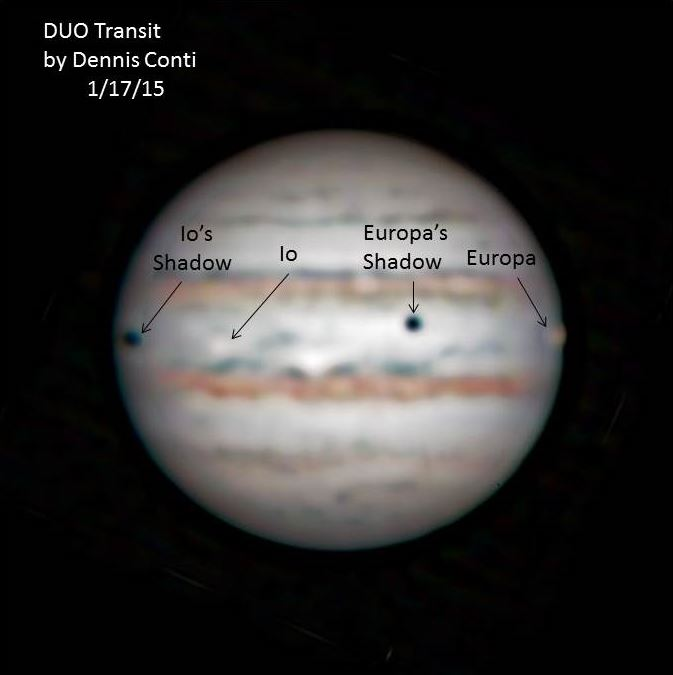 DUO Transit
by Dennis Conti
1/17/15
Io’s
Shadow
Io
Europa’s
Shadow
Europa